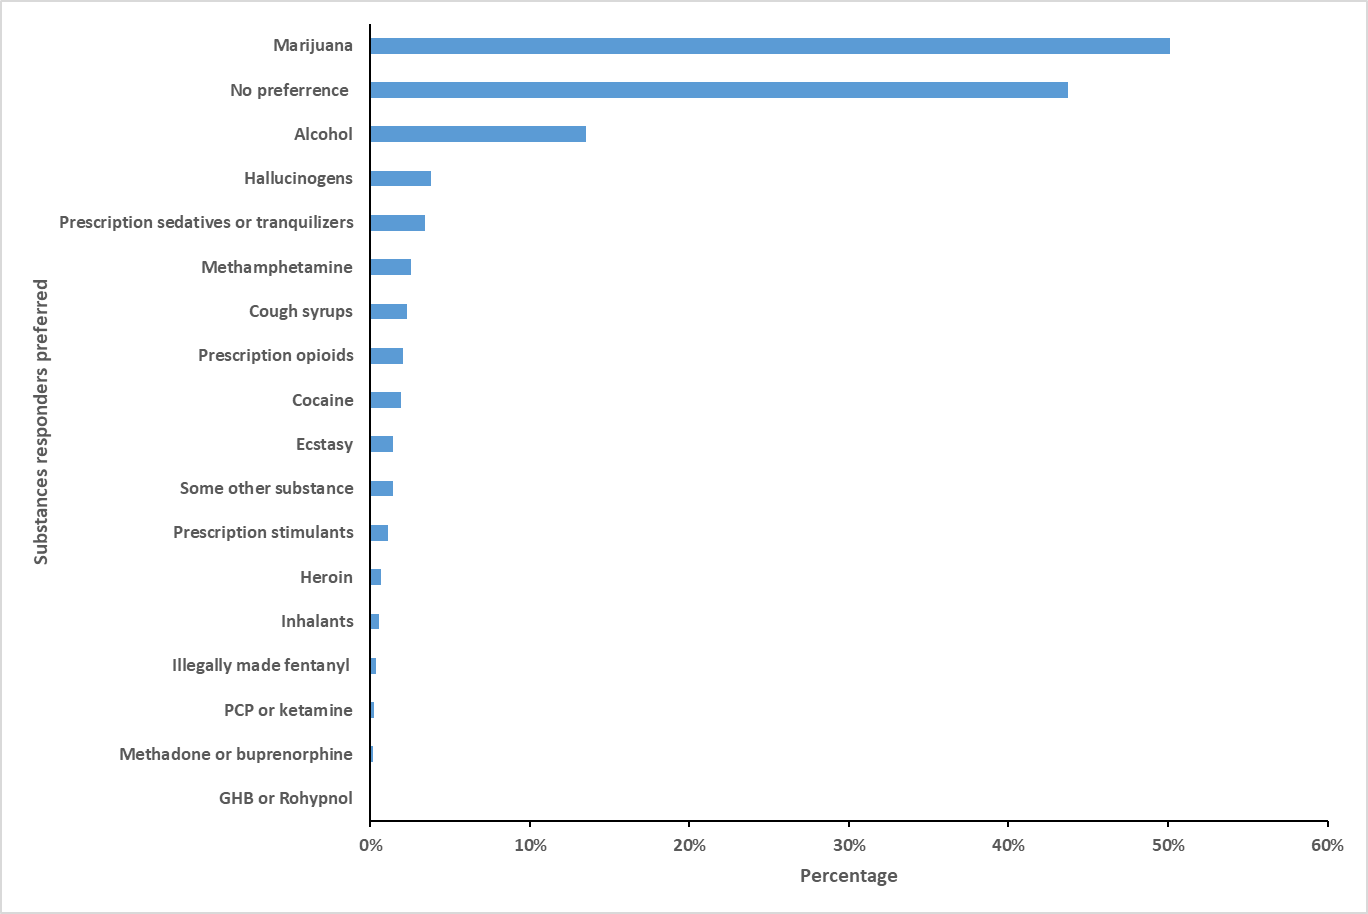 Marijuana
No preferrence
Alcohol
Hallucinogens
Prescription sedatives or tranquilizers
Methamphetamine
Cough syrups
Prescription opioids
Cocaine
Ecstasy
Some other substance
Prescription stimulants
Heroin
Inhalants
Illegally made fentanyl
PCP or ketamine
Methadone or buprenorphine
GHB or Rohypnol
Substances responders preferred
0% 10% 20% 30% 40% 50% 60%
Percentage